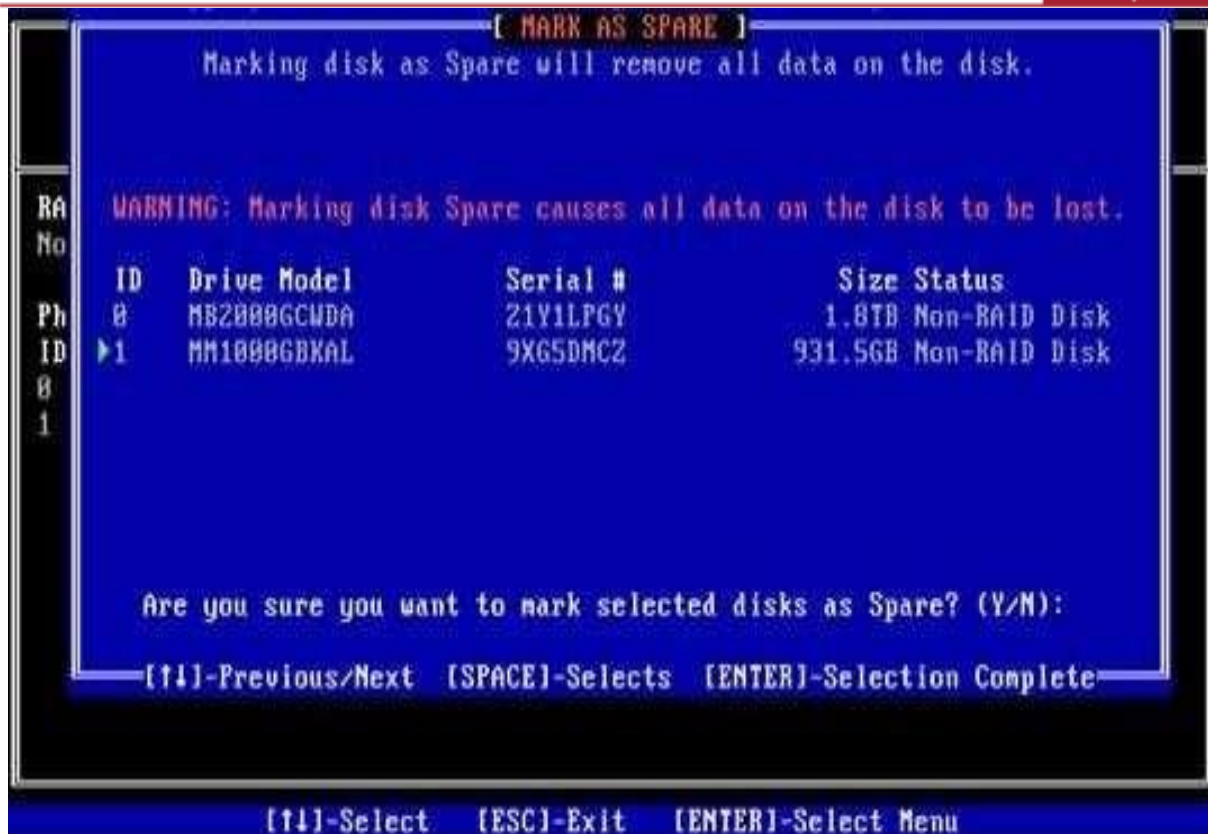 [ MARK AS SPARE ]
Marking disk as Spare will remove all data on the disk.
RA
WARNING: Marking disk Spare causes all data on the disk to be lost.
No
ID Drive Model Serial # Size Status
Ph
0 MB2000GCWDA Z1Y1LPGY 1.8TB Non-RAID Disk
ID
1 MM1000GBKAL 9XG5DMCZ 931.5GB Non-RAID Disk
0
1
Are you sure you want to mark selected disks as Spare? (Y/N):
[↑↓]-Previous/Next [SPACE]-Selects [ENTER]-Selection Complete
[↑↓]-Select [ESC]-Exit [ENTER]-Select Menu